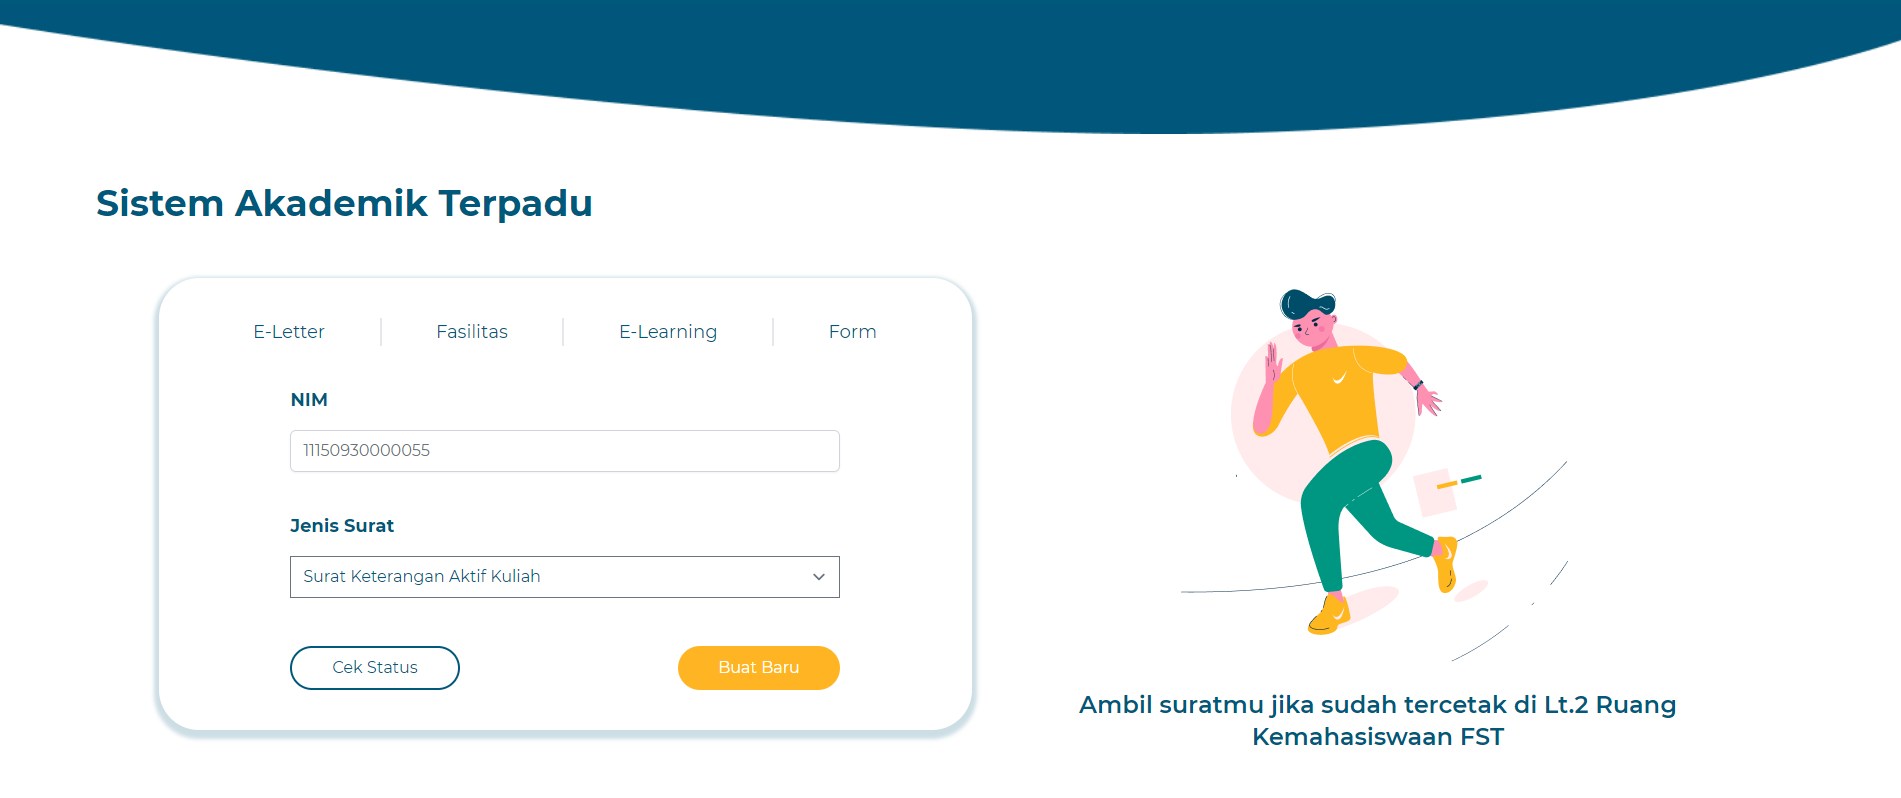 Sistem Akademik Terpadu
E-Letter
Fasilitas
E-Learning
Form
NIM
11150930000055
Jenis Surat
Surat Keterangan Aktif Kuliah
Cek Status
Buat Baru
Ambil suratmu jika sudah tercetak di Lt.2 Ruang
Kemahasiswaan FST